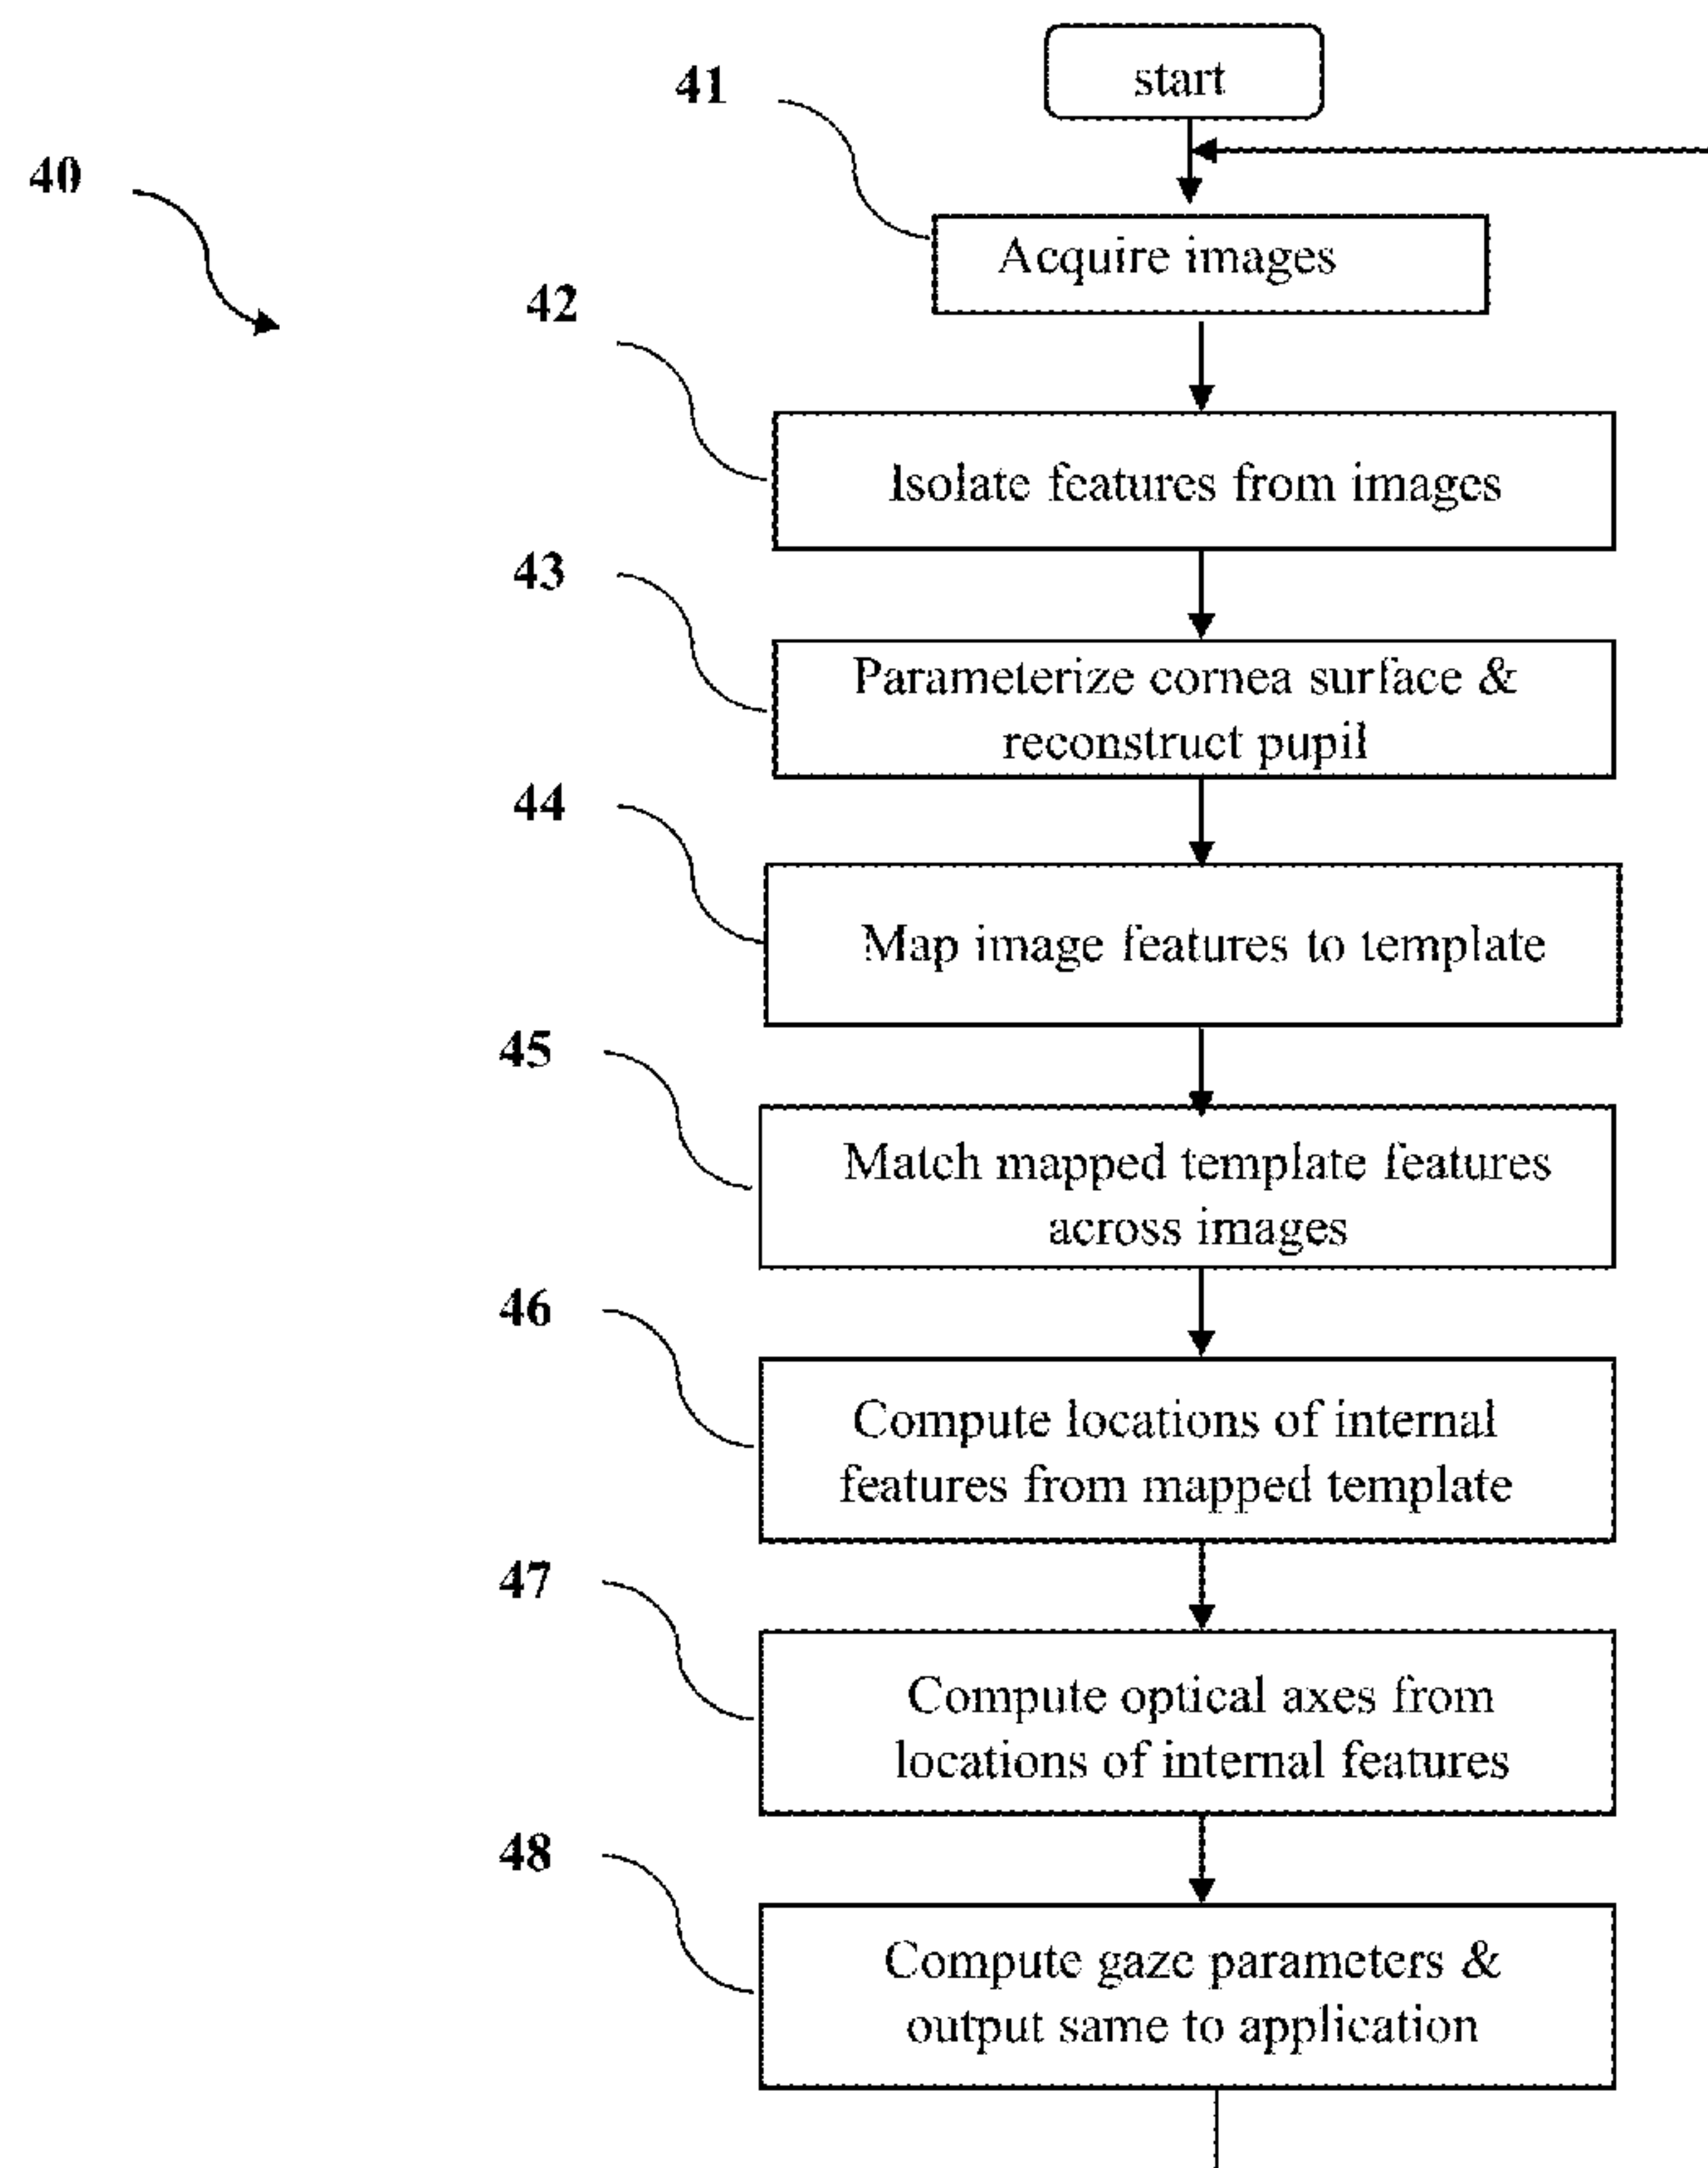 start
41
40
Acquire images
42
Isolate features from images
43
Parameterize cornea surface &
reconstruct pupil
44
Map image features to template
45
Match mapped template features
across images
46
Compute locations of internal
features from mapped template
47
Compute optical axes from
locations of internal features
48
Compute gaze parameters &
output same to application